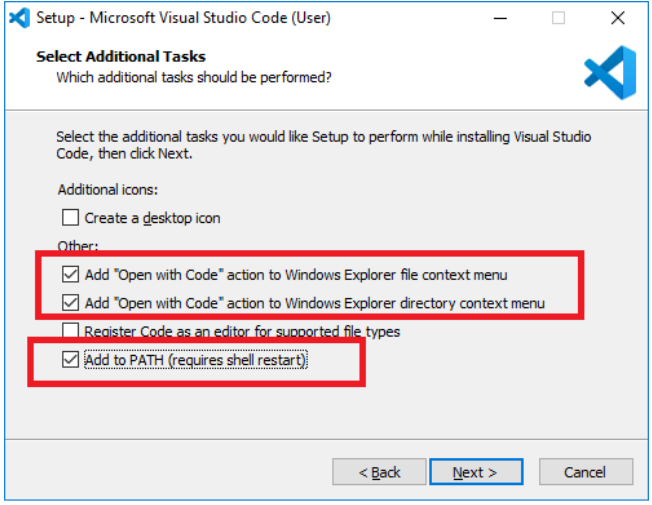 Setup - Microsoft Visual Studio Code (User)
Select Additional Tasks
Which additional tasks should be performed?
Select the additional tasks you would like Setup to perform while installing Visual Studio
Code, then click Next.
Additional icons:
Create a desktop icon
Other:
Add "Open with Code" action to Windows Explorer file context menu
Add "Open with Code" action to Windows Explorer directory context menu
Register Code as an editor for supported file types
Add to PATH (requires shell restart)
< Back Next > Cancel